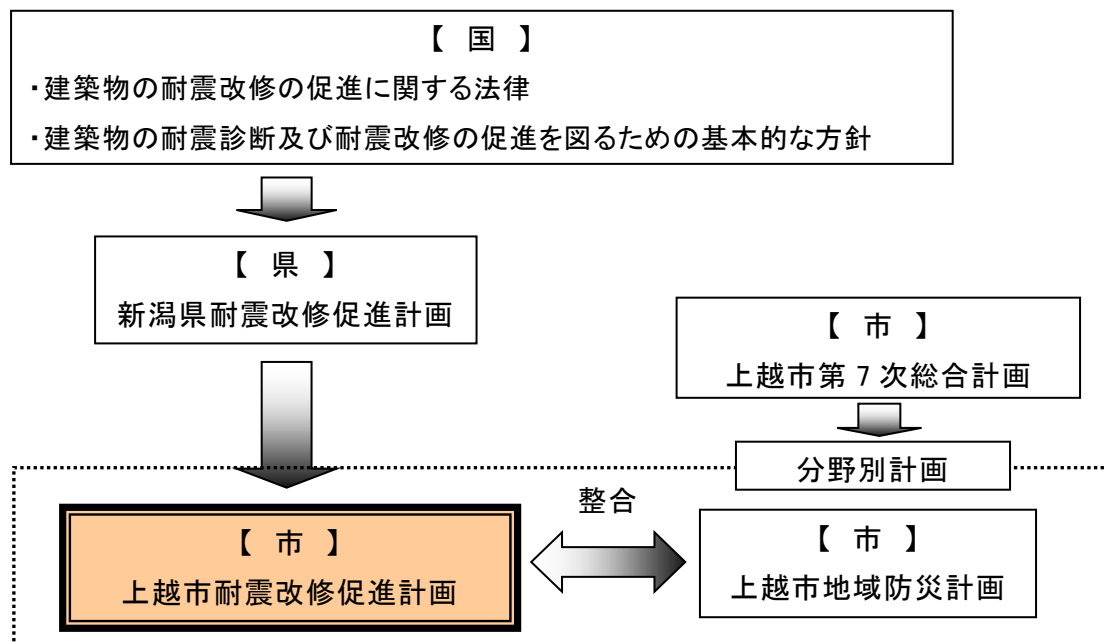 【 国 】
・建築物の耐震改修の促進に関する法律
・建築物の耐震診断及び耐震改修の促進を図るための基本的な方針
【 県 】
新潟県耐震改修促進計画
【 市 】
上越市第7次総合計画
分野別計画
整合
【 市 】
上越市耐震改修促進計画
【 市 】
上越市地域防災計画